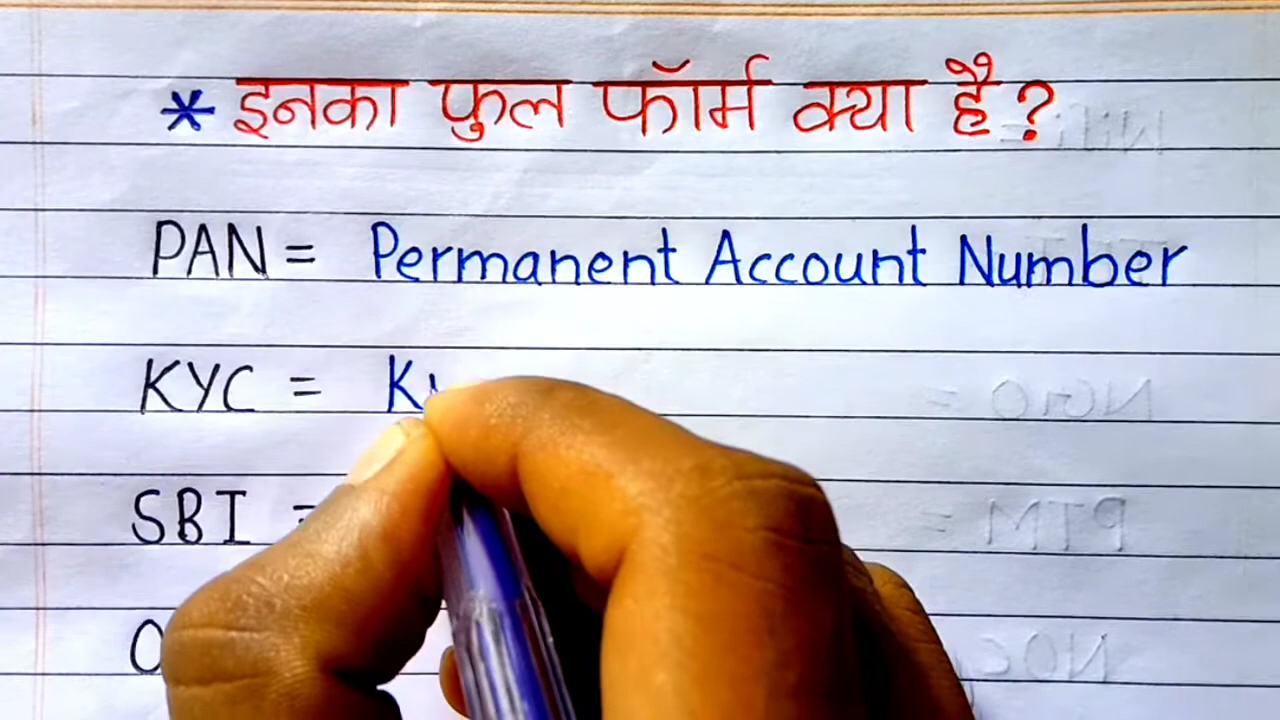 * इनका फुल फॉर्म क्या है?
PAN = Permanent Account Number
KYC = K
SBI =